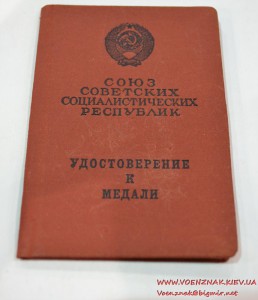 СОЮЗ
СОВЕТСКИХ
СОЦИАЛИСТИЧЕСКИХ
РЕСПУБЛИК
УДОСТОВЕРЕНИЕ
К
МЕДАЛИ
www.VOENZNAK.KIEV.UA
Voenznak@bigmir.net